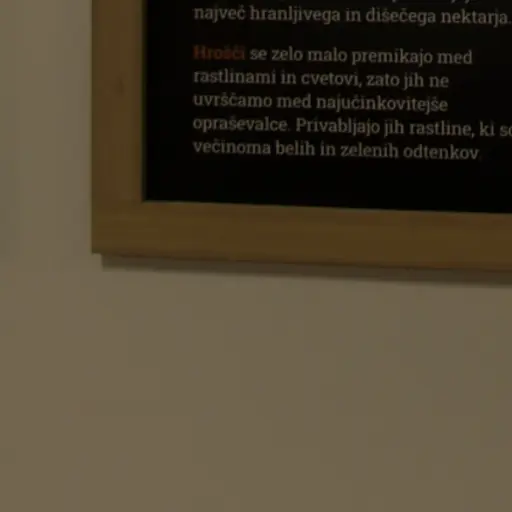 največ hranljivega in dišečega nektarja.
Hrošči se zelo malo premikajo med
rastlinami in cvetovi, zato jih ne
uvrščamo med najučinkovitejše
opraševalce. Privabljajo jih rastline, ki so
večinoma belih in zelenih odtenkov.